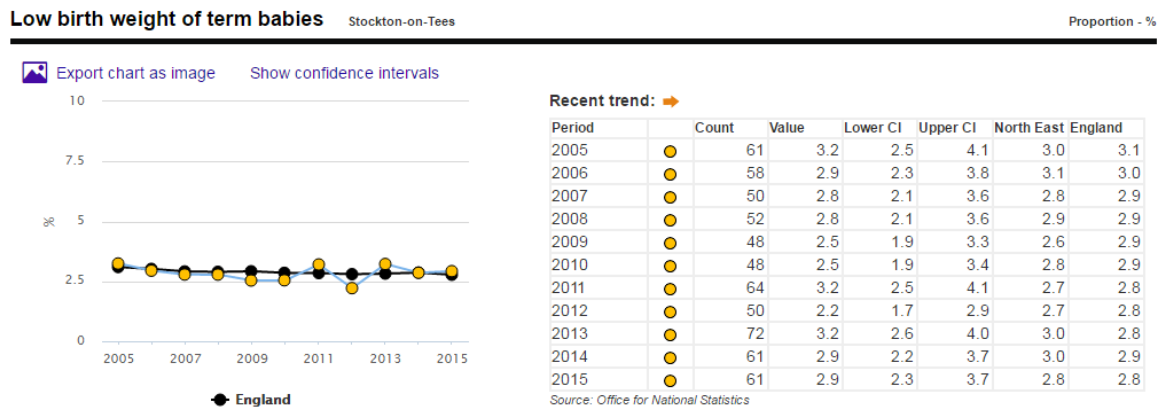 Low birth weight of term babies Stockton-on-Tees Proportion - %
Export chart as image Show confidence intervals
10
7.5
5
2.5
0
%
2005 2007 2009 2011 2013 2015
England
Recent trend:
Period Count Value Lower CI Upper CI North East England
2005 61 3.2 2.5 4.1 3.0 3.1
2006 58 2.9 2.3 3.8 3.1 3.0
2007 50 2.8 2.1 3.6 2.8 2.9
2008 52 2.8 2.1 3.6 2.9 2.9
2009 48 2.5 1.9 3.3 2.6 2.9
2010 48 2.5 1.9 3.4 2.8 2.9
2011 64 3.2 2.5 4.1 2.7 2.8
2012 50 2.2 1.7 2.9 2.7 2.8
2013 72 3.2 2.6 4.0 3.0 2.8
2014 61 2.9 2.2 3.7 3.0 2.9
2015 61 2.9 2.3 3.7 2.8 2.8
Source: Office for National Statistics